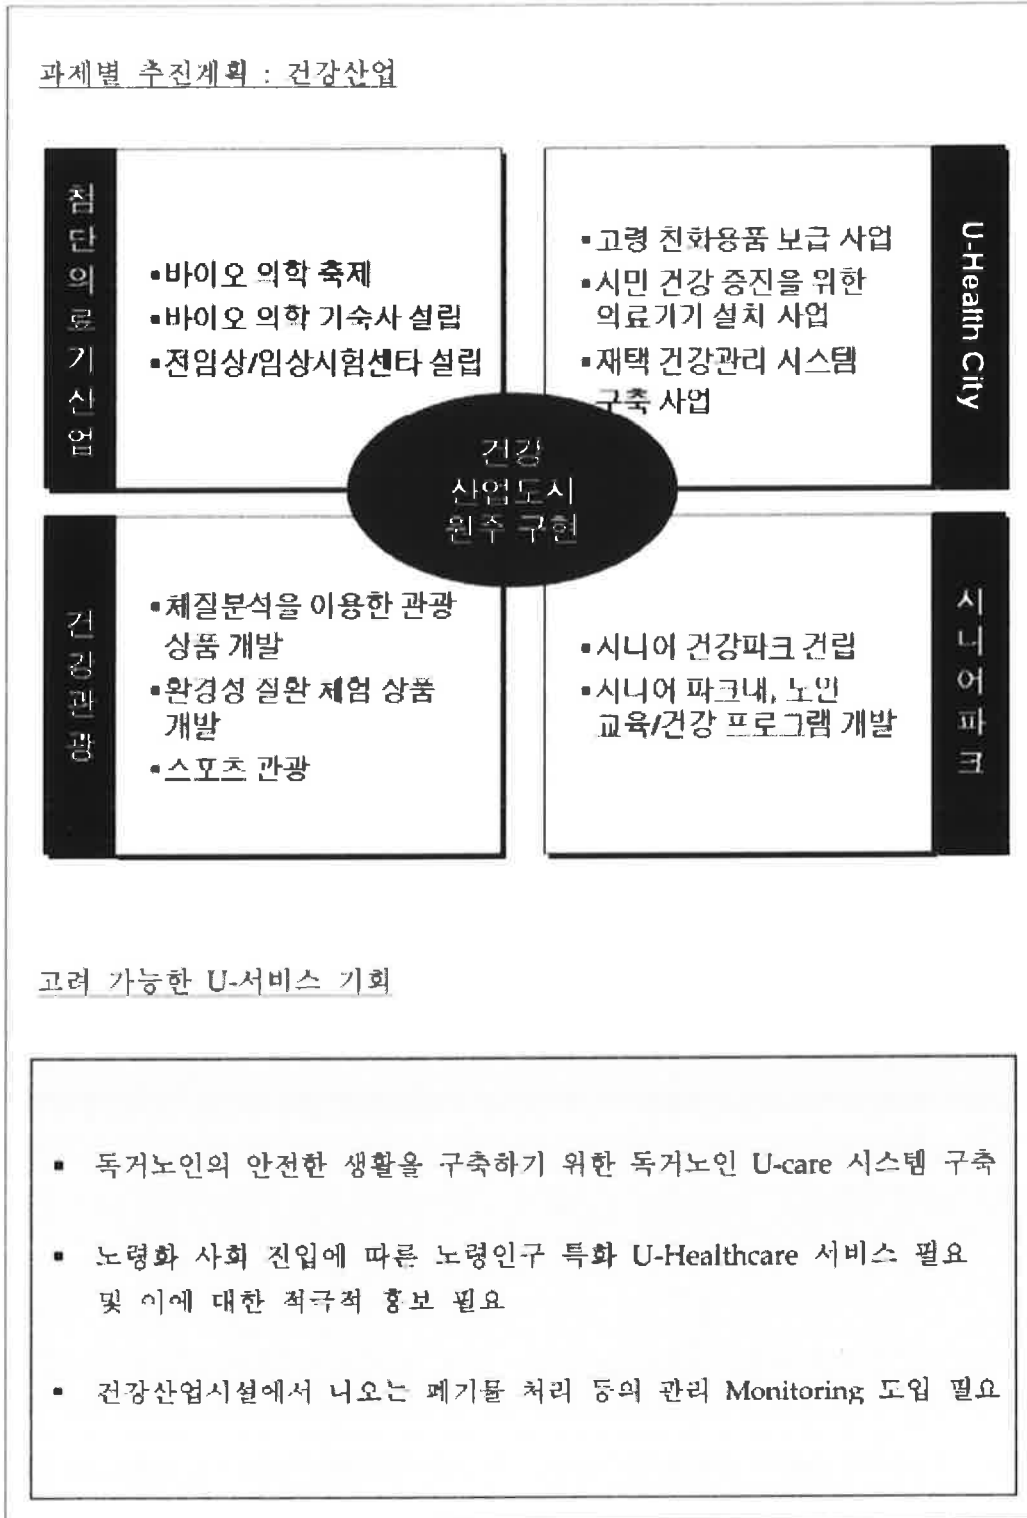 과제별 추진계획 : 건강산업
첨단의료기산업
▪바이오 의학 축제
▪바이오 의학 기숙사 설립
▪전임상/임상시험센타 설립
▪고령 친화용품 보급 사업
▪시민 건강 증진을 위한
의료기기 설치 사업
▪재택 건강관리 시스템
구축 사업
U-Health City
건강
산업도시
원주 구현
건강관광
▪체질분석을 이용한 관광
상품 개발
▪환경성 질환 체험 상품
개발
▪스포츠 관광
▪시니어 건강파크 건립
▪시니어 파크내, 노인
교육/건강 프로그램 개발
시니어파크
고려 가능한 U-서비스 기회
▪ 독거노인의 안전한 생활을 구축하기 위한 독거노인 U-care 시스템 구축
▪ 노령화 사회 진입에 따른 노령인구 특화 U-Healthcare 서비스 필요
및 이에 대한 적극적 홍보 필요
▪ 건강산업시설에서 나오는 폐기물 처리 등의 관리 Monitoring 도입 필요